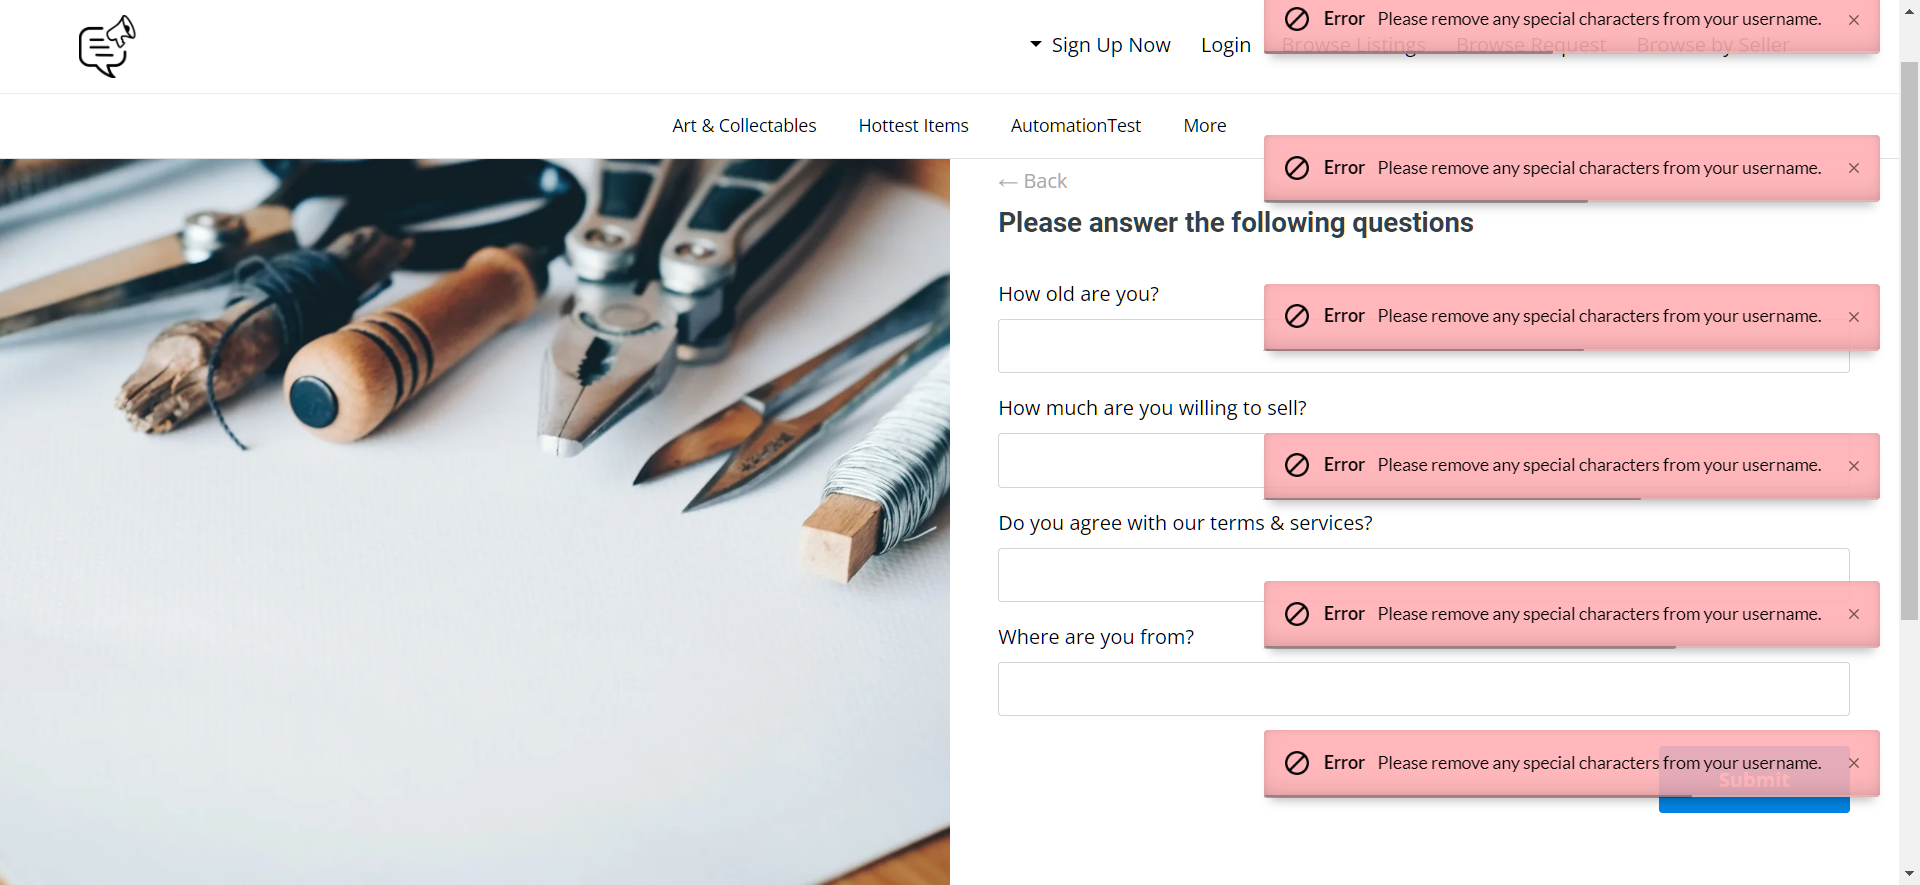 Error Please remove any special characters from your username. ×
Sign Up Now Login Browse Listings Browse Request Browse by Seller
Art & Collectables Hottest Items AutomationTest More
Error Please remove any special characters from your username. ×
← Back
Please answer the following questions
How old are you?
Error Please remove any special characters from your username. ×
How much are you willing to sell?
Error Please remove any special characters from your username. ×
Do you agree with our terms & services?
Error Please remove any special characters from your username. ×
Where are you from?
Error Please remove any special characters from your username. ×
Submit